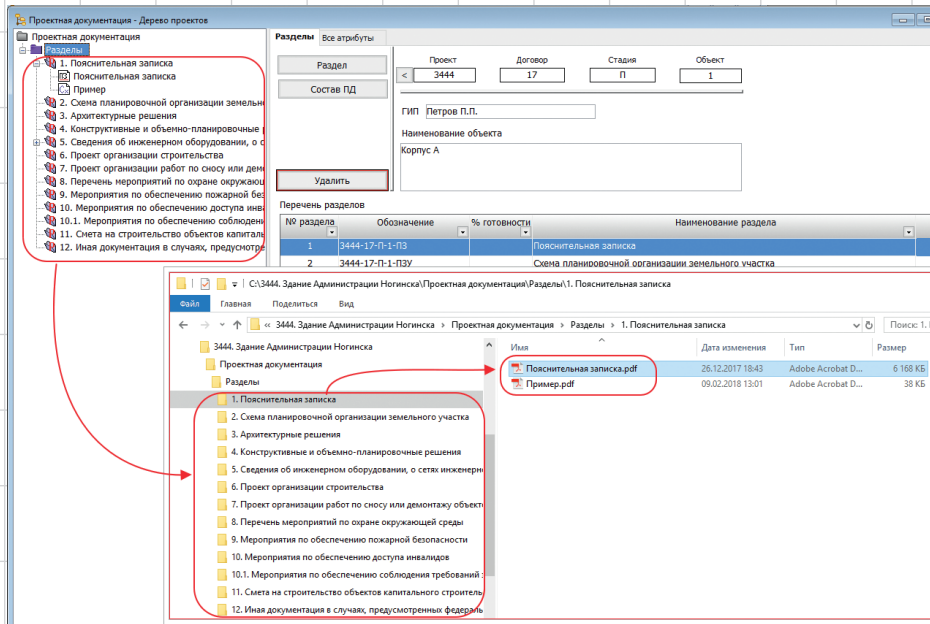 Проектная документация - Дерево проектов
Проектная документация
Разделы
1. Пояснительная записка
Пояснительная записка
Пример
2. Схема планировочной организации земельн
3. Архитектурные решения
4. Конструктивные и объемно-планировочные
5. Сведения об инженерном оборудовании, о с
6. Проект организации строительства
7. Проект организации работ по сносу или дем
8. Перечень мероприятий по охране окружающ
9. Мероприятия по обеспечению пожарной без
10. Мероприятия по обеспечению доступа инва
10.1. Мероприятия по обеспечению соблюден
11. Смета на строительство объектов капиталь
12. Иная документация в случаях, предусмотре
Разделы Все атрибуты
Раздел
Состав ПД
Удалить
Проект Договор Стадия Объект
< 3444 17 П 1
ГИП Петров П.П.
Наименование объекта
Корпус А
Перечень разделов
№ раздела Обозначение % готовности Наименование раздела
1 3444-17-П-1-ПЗ Пояснительная записка
2 3444-17-П-1-ПЗУ Схема планировочной организации земельного участка
C:\3444. Здание Администрации Ногинска\Проектная документация\Разделы\1. Пояснительная записка
Файл Главная Поделиться Вид
« 3444. Здание Администрации Ногинска › Проектная документация › Разделы › 1. Пояснительная записка Поиск: 1.
3444. Здание Администрации Ногинска
Проектная документация
Разделы
1. Пояснительная записка
2. Схема планировочной организации земельного участка
3. Архитектурные решения
4. Конструктивные и объемно-планировочные решения
5. Сведения об инженерном оборудовании, о сетях инженерн
6. Проект организации строительства
7. Проект организации работ по сносу или демонтажу объект
8. Перечень мероприятий по охране окружающей среды
9. Мероприятия по обеспечению пожарной безопасности
10. Мероприятия по обеспечению доступа инвалидов
10.1. Мероприятия по обеспечению соблюдения требований
11. Смета на строительство объектов капитального строитель
12. Иная документация в случаях, предусмотренных федераль
Имя Дата изменения Тип Размер
Пояснительная записка.pdf 26.12.2017 18:43 Adobe Acrobat D... 6 168 КБ
Пример.pdf 09.02.2018 13:01 Adobe Acrobat D... 38 КБ